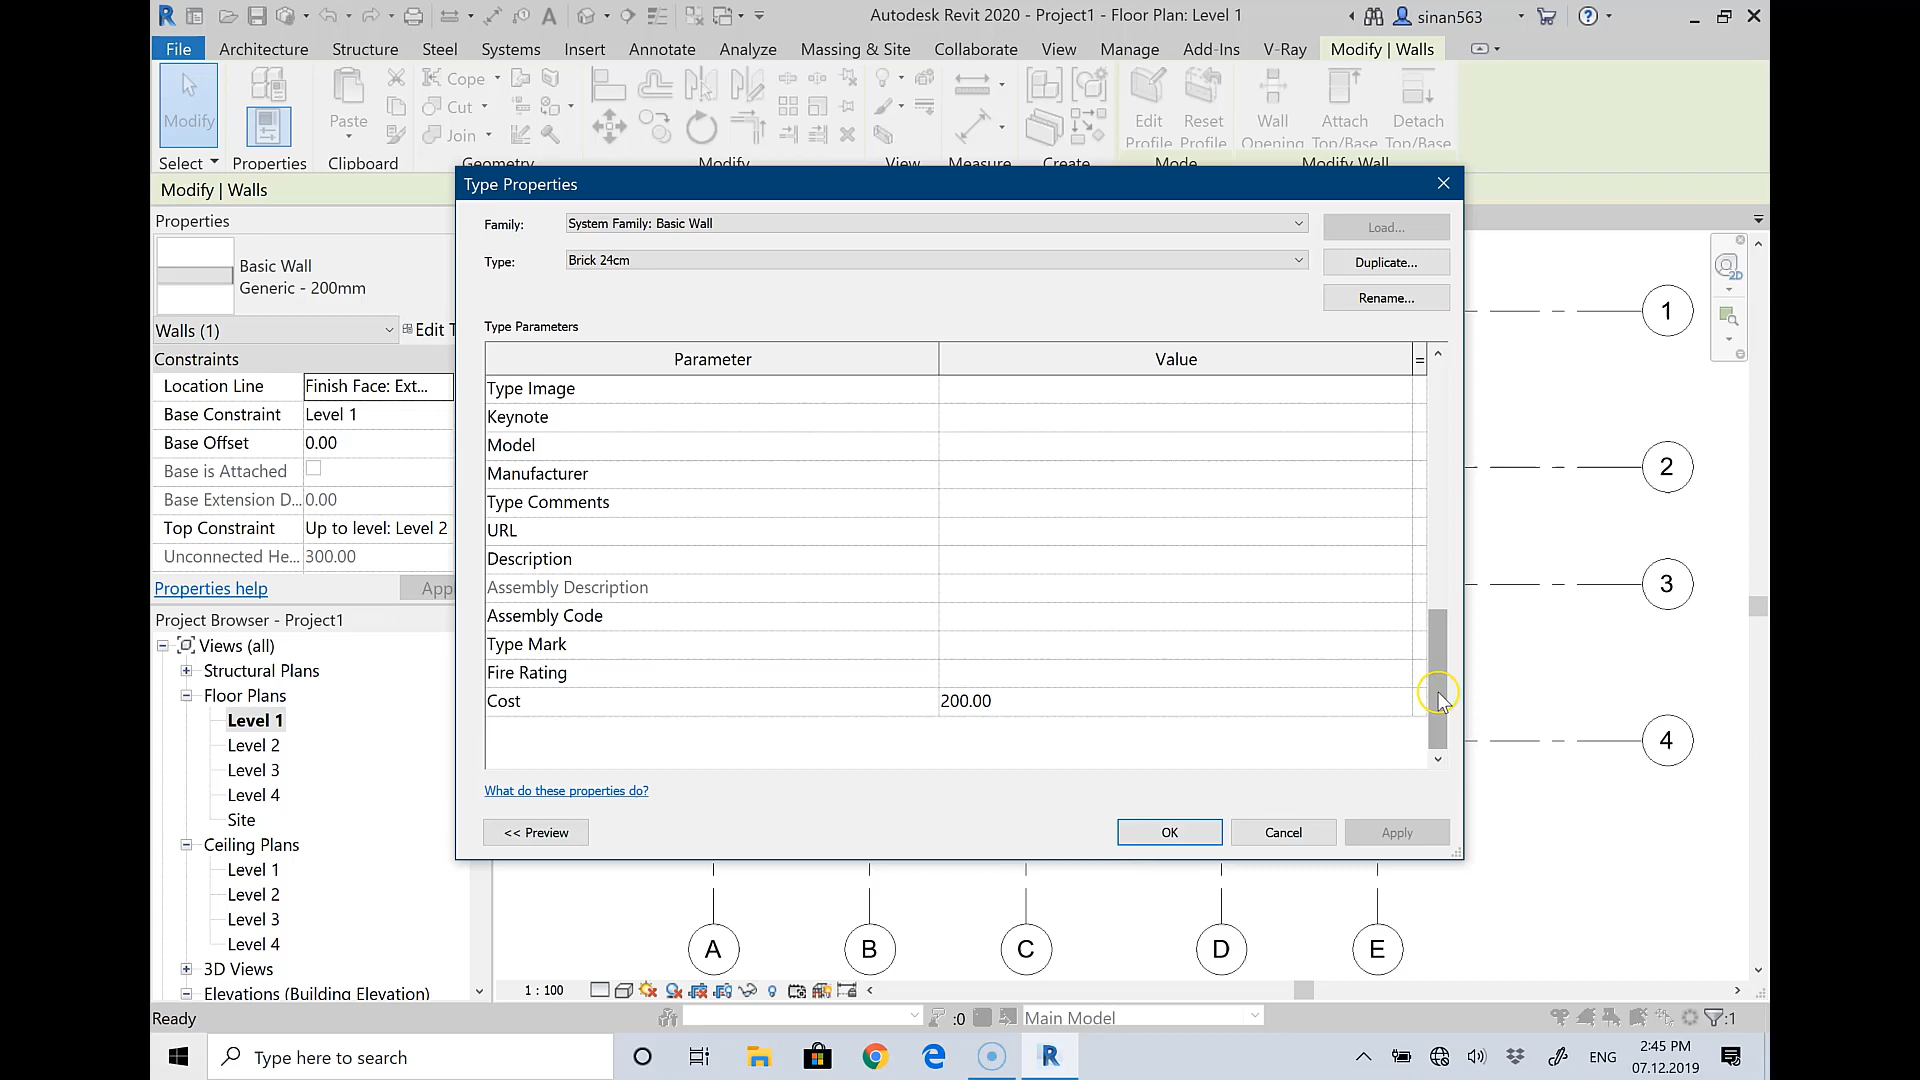 Autodesk Revit 2020 - Project1 - Floor Plan: Level 1
sinan563
File Architecture Structure Steel Systems Insert Annotate Analyze Massing & Site Collaborate View Manage Add-Ins V-Ray Modify | Walls
Modify
Paste
Cope
Cut
Join
Edit Profile
Reset Profile
Wall Opening
Attach Top/Base
Detach Top/Base
Select Properties Clipboard Geometry Modify View Measure Create Mode Modify Wall
Modify | Walls
Properties
Basic Wall
Generic - 200mm
Walls (1)
Edit T
Constraints
Location Line Finish Face: Ext...
Base Constraint Level 1
Base Offset 0.00
Base is Attached
Base Extension D... 0.00
Top Constraint Up to level: Level 2
Unconnected He... 300.00
Properties help
App
Project Browser - Project1
Views (all)
Structural Plans
Floor Plans
Level 1
Level 2
Level 3
Level 4
Site
Ceiling Plans
Level 1
Level 2
Level 3
Level 4
3D Views
Elevations (Building Elevation)
Type Properties
Family: System Family: Basic Wall Load...
Type: Brick 24cm Duplicate...
Rename...
Type Parameters
Parameter Value =
Type Image
Keynote
Model
Manufacturer
Type Comments
URL
Description
Assembly Description
Assembly Code
Type Mark
Fire Rating
Cost 200.00
What do these properties do?
<< Preview OK Cancel Apply
2D
1
2
3
4
A B C D E
1 : 100
Ready
:0
Main Model
:1
Type here to search
ENG
2:45 PM
07.12.2019